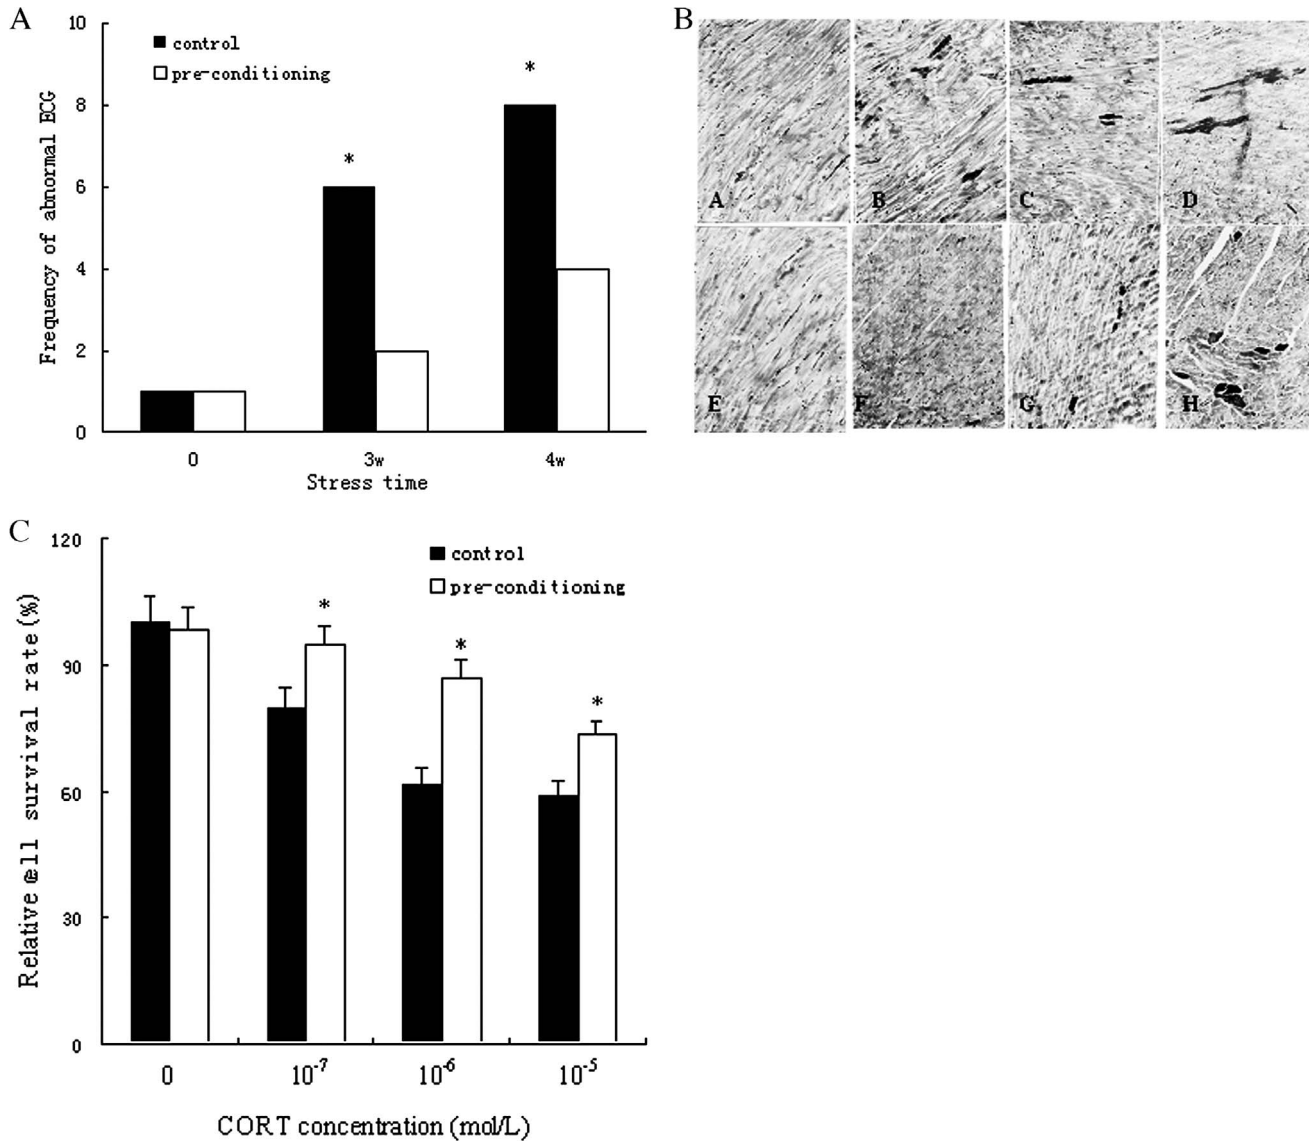 A
10
8
6
4
2
0
control
pre-conditioning
*
*
Frequency of abnormal ECG
0
3w
4w
Stress time
B
A
B
C
D
E
F
G
H
C
120
90
60
30
0
control
pre-conditioning
*
*
*
Relative cell survival rate(%)
0
10⁻⁷
10⁻⁶
10⁻⁵
CORT concentration (mol/L)